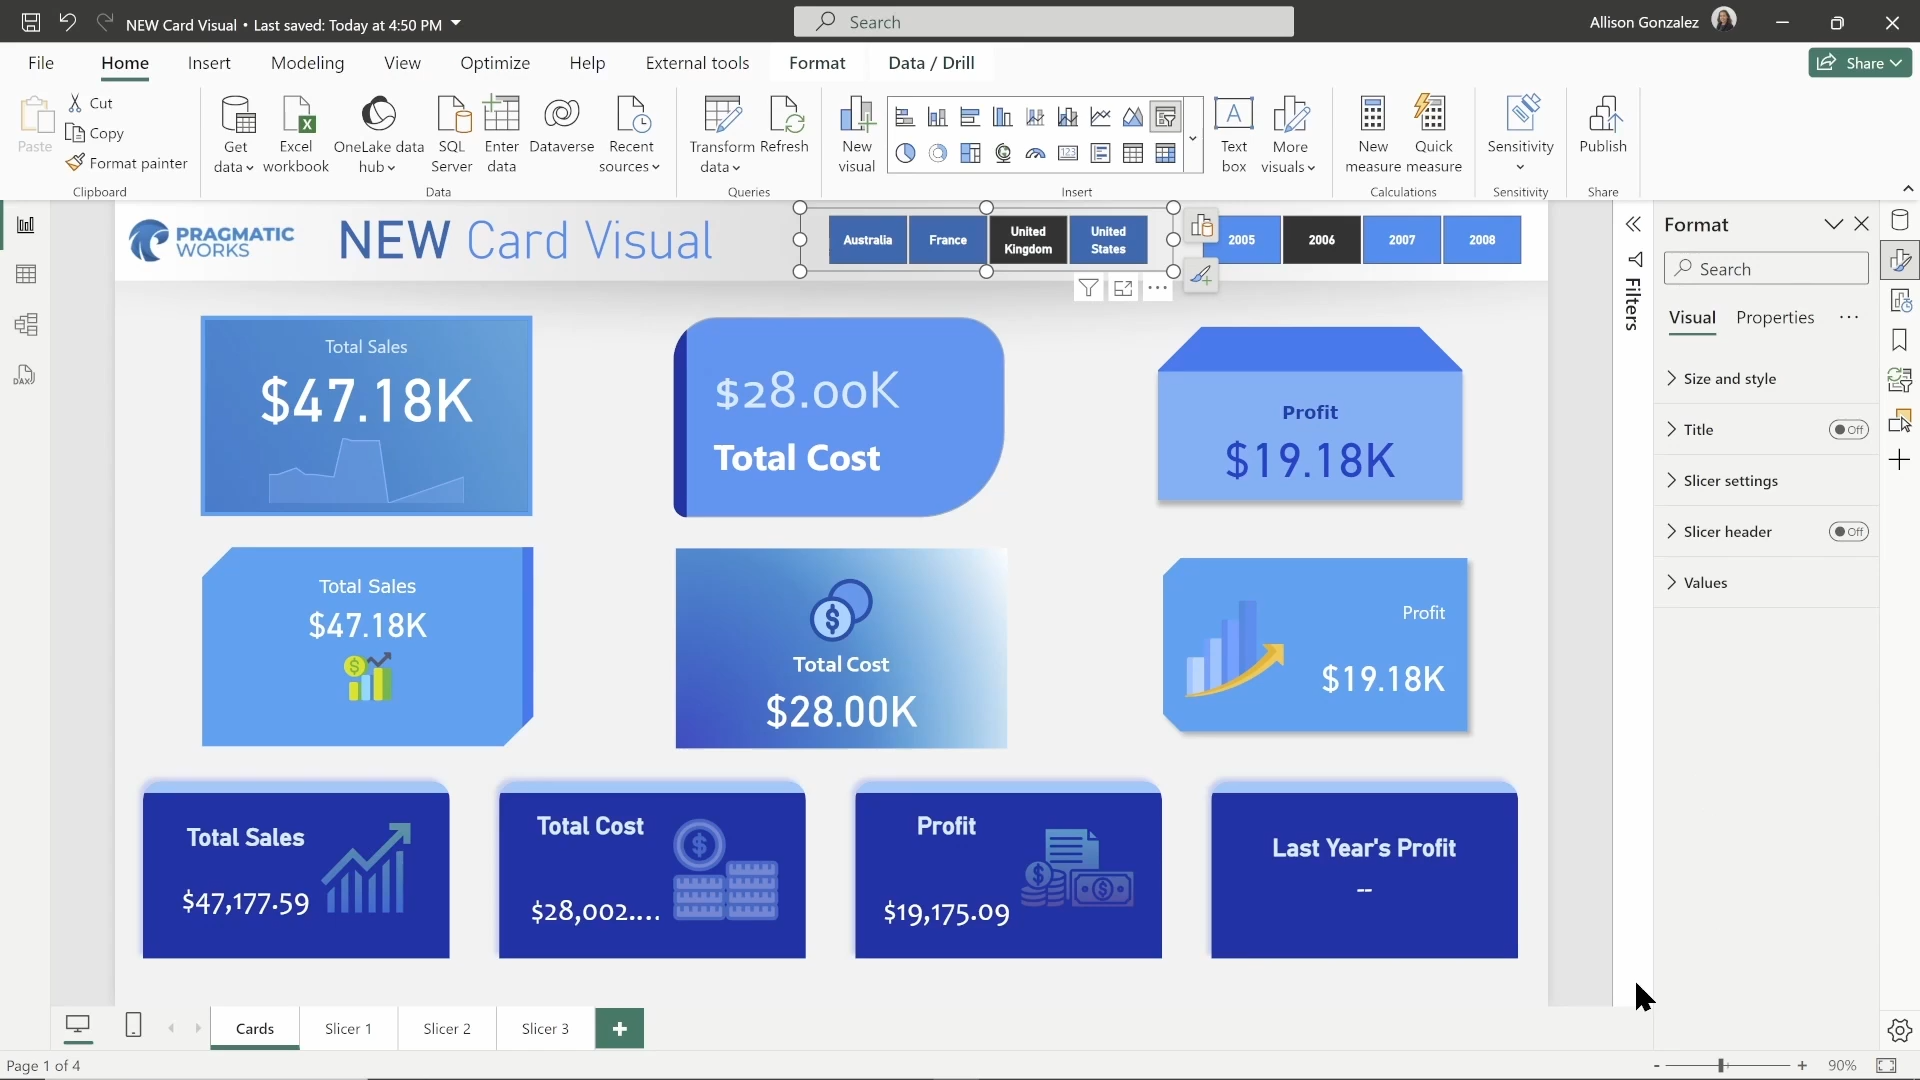 NEW Card Visual • Last saved: Today at 4:50 PM
Search
Allison Gonzalez
File
Home
Insert
Modeling
View
Optimize
Help
External tools
Format
Data / Drill
Share
Paste
Cut
Copy
Format painter
Clipboard
Get data
Excel workbook
OneLake data hub
SQL Server
Enter data
Dataverse
Recent sources
Data
Transform data
Refresh
Queries
New visual
123
Text box
More visuals
Insert
New measure
Quick measure
Calculations
Sensitivity
Sensitivity
Publish
Share
DAX
PRAGMATIC
WORKS
NEW Card Visual
Australia
France
United
Kingdom
United
States
2005
2006
2007
2008
Total Sales
$47.18K
$28.00K
Total Cost
Profit
$19.18K
Total Sales
$47.18K
$
$
Total Cost
$28.00K
Profit
$19.18K
Total Sales
$47,177.59
Total Cost
$28,002....
$
Profit
$19,175.09
$
$
Last Year's Profit
--
Filters
Format
Search
Visual
Properties
Size and style
Title
Off
Slicer settings
Slicer header
Off
Values
Cards
Slicer 1
Slicer 2
Slicer 3
Page 1 of 4
- + 90%